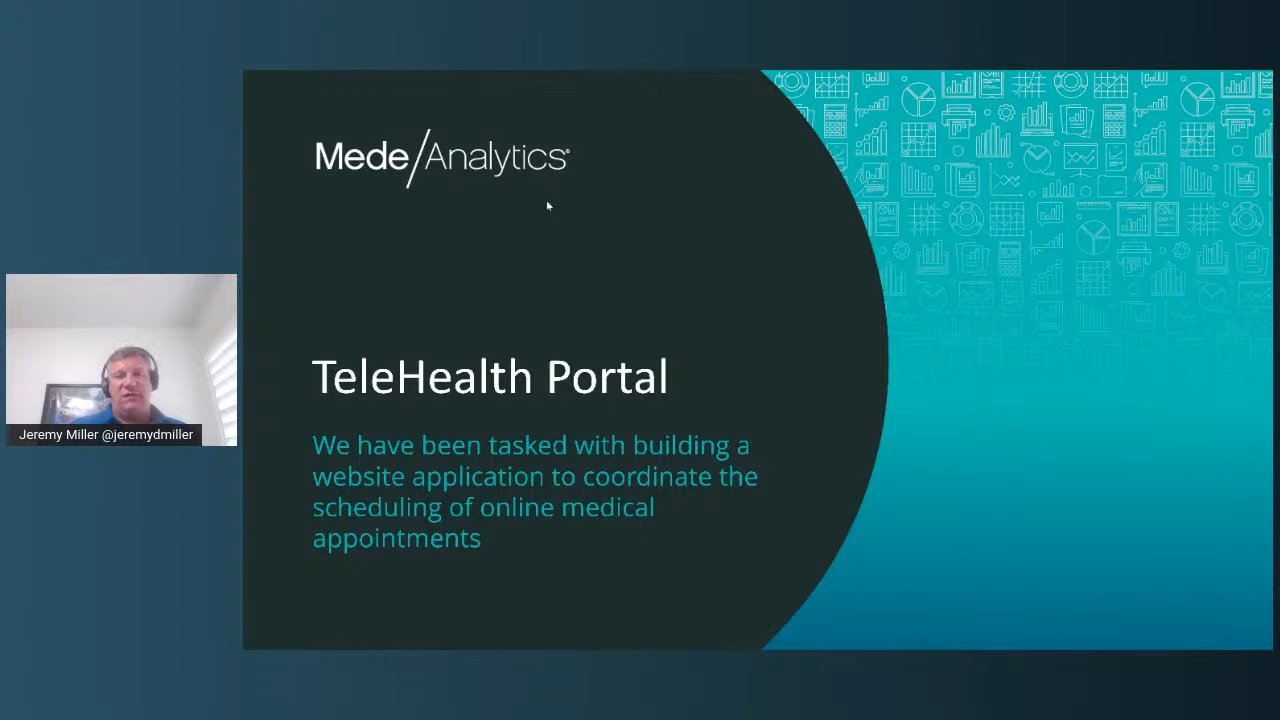 Mede/Analytics®
TeleHealth Portal
We have been tasked with building a
website application to coordinate the
scheduling of online medical
appointments
Jeremy Miller @jeremydmiller